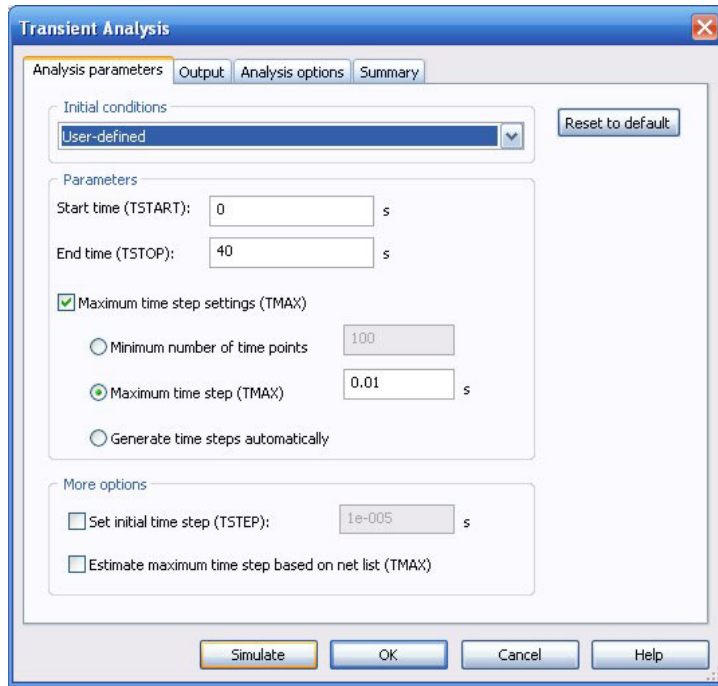 Transient Analysis
Analysis parameters Output Analysis options Summary
Initial conditions
User-defined
Reset to default
Parameters
Start time (TSTART): 0 s
End time (TSTOP): 40 s
Maximum time step settings (TMAX)
Minimum number of time points 100
Maximum time step (TMAX) 0.01 s
Generate time steps automatically
More options
Set initial time step (TSTEP): 1e-005 s
Estimate maximum time step based on net list (TMAX)
Simulate OK Cancel Help